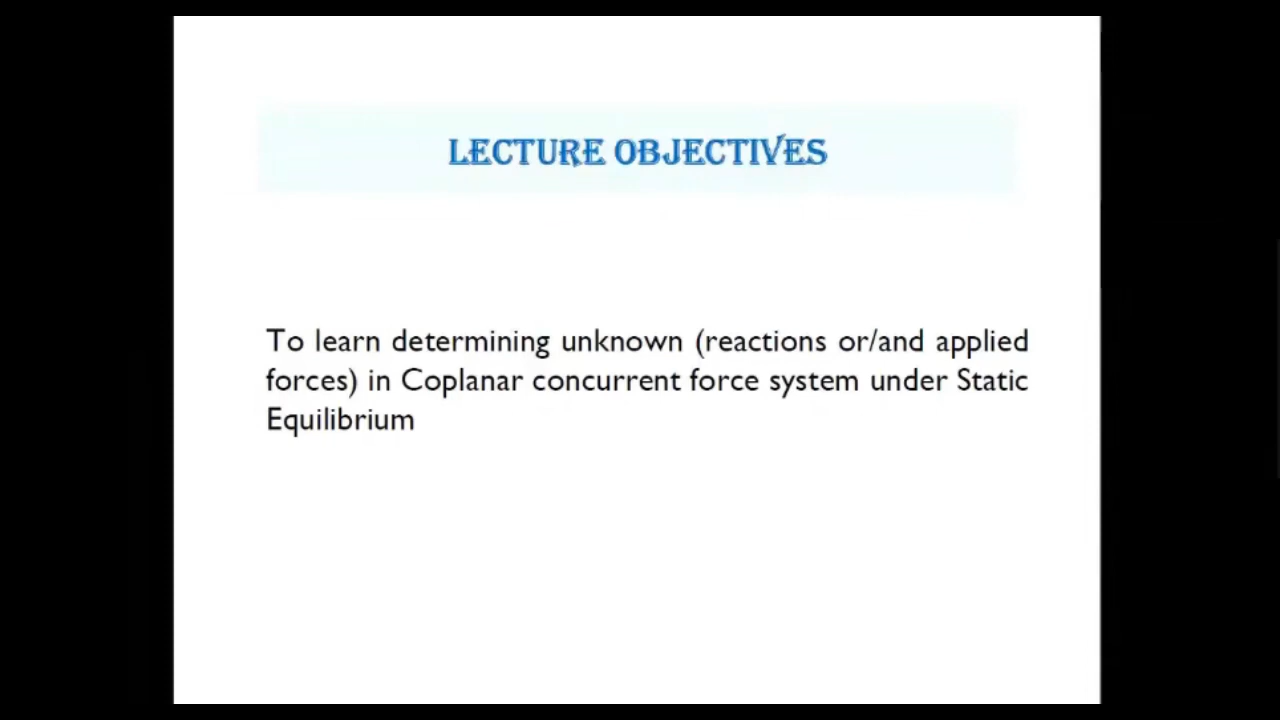 LECTURE OBJECTIVES
To learn determining unknown (reactions or/and applied
forces) in Coplanar concurrent force system under Static
Equilibrium